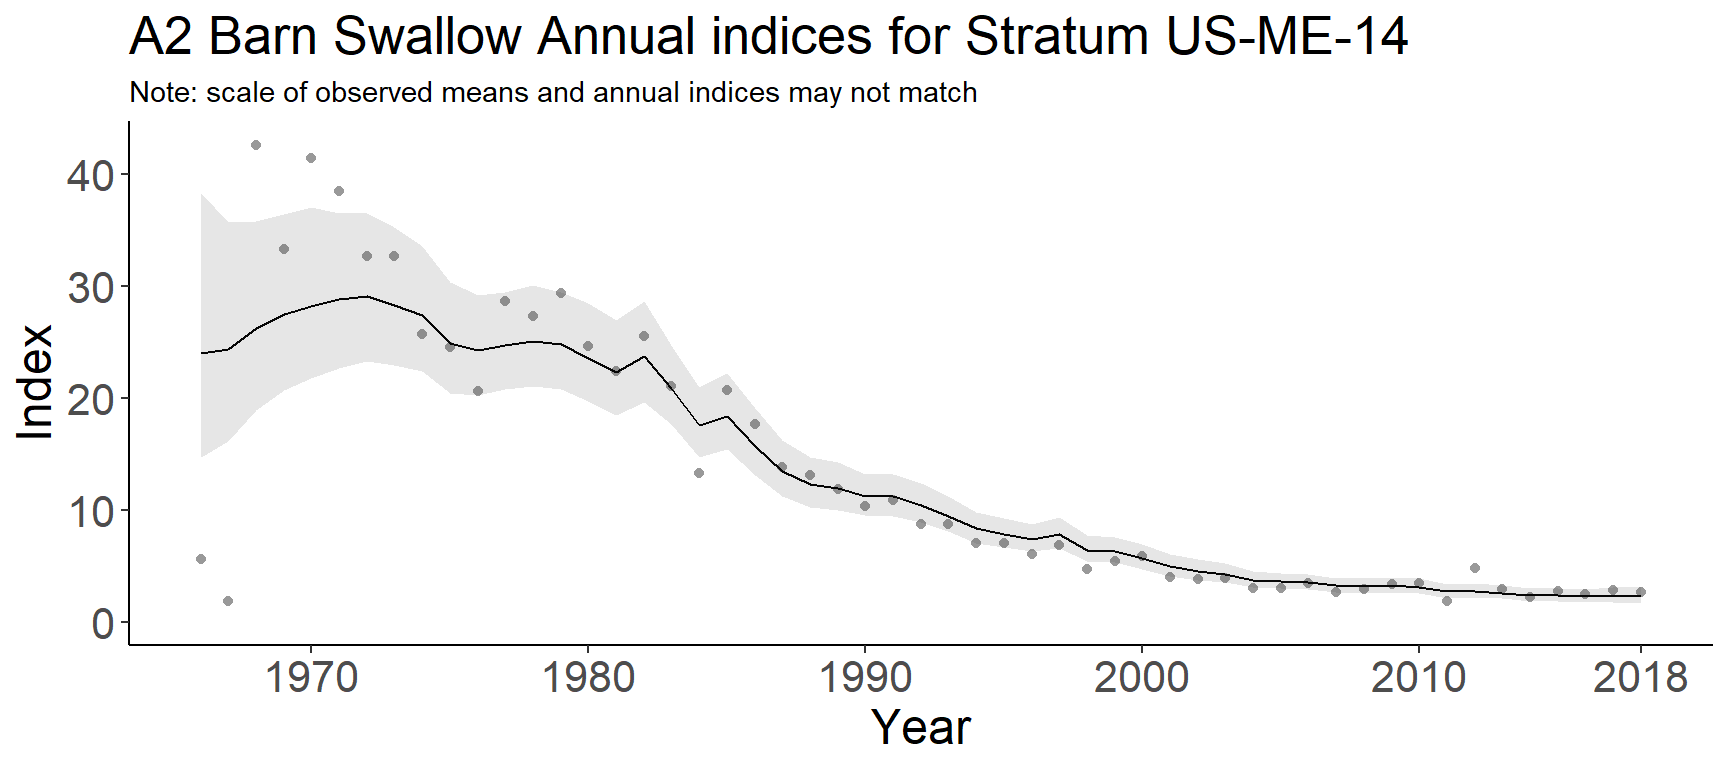 A2 Barn Swallow Annual indices for Stratum US-ME-14
Note: scale of observed means and annual indices may not match
40
30
20
10
0
Index
1970 1980 1990 2000 2010 2018
Year